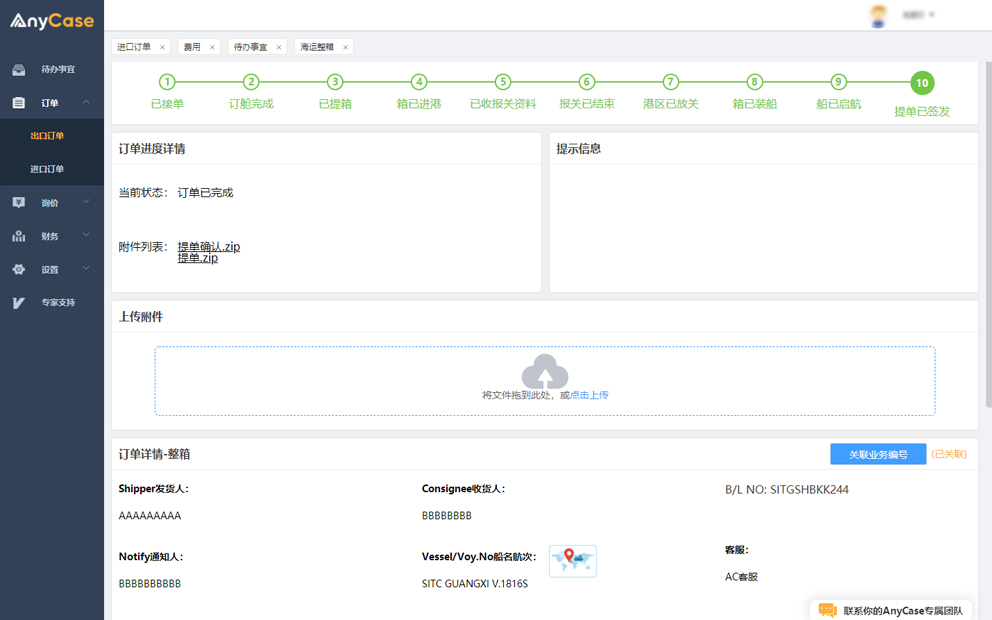 AnyCase
待办事宜
订单
出口订单
进口订单
询价
财务
设置
专家支持
进口订单 × 费用 × 待办事宜 × 海运整箱 ×
1 2 3 4 5 6 7 8 9 10
已接单 订舱完成 已提箱 箱已进港 已收报关资料 报关已结束 港区已放关 箱已装船 船已启航 提单已签发
订单进度详情
当前状态： 订单已完成
附件列表： 提单确认.zip
提单.zip
提示信息
上传附件
将文件拖到此处，或点击上传
订单详情-整箱 关联业务编号 (已关联)
Shipper发货人： Consignee收货人： B/L NO: SITGSHBKK244
AAAAAAAAA BBBBBBBB
Notify通知人： Vessel/Voy.No船名航次： 客服：
BBBBBBBBBB SITC GUANGXI V.1816S AC客服
联系你的AnyCase专属团队